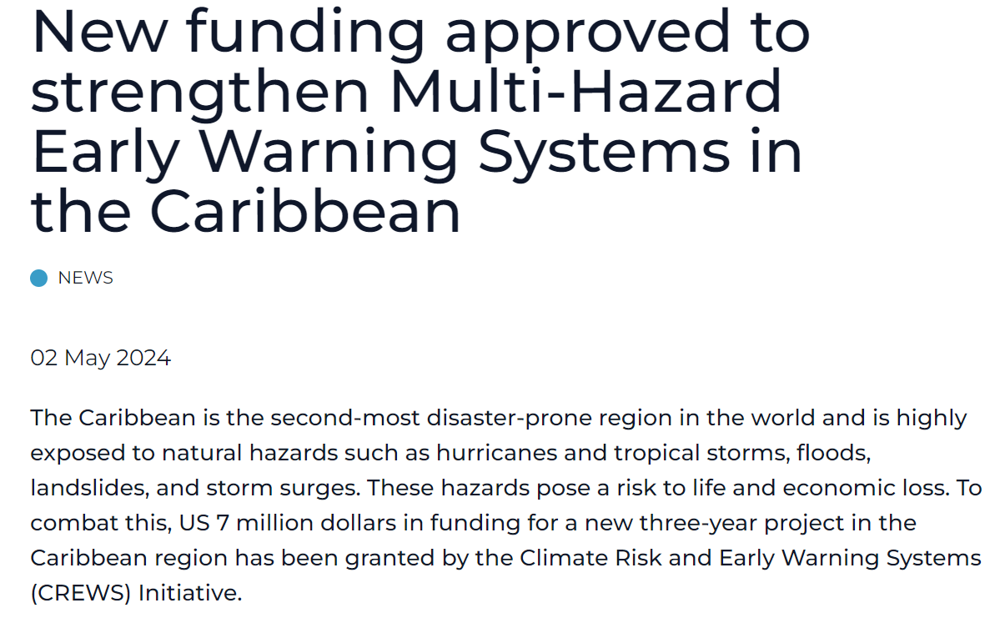 New funding approved to
strengthen Multi-Hazard
Early Warning Systems in
the Caribbean
NEWS
02 May 2024
The Caribbean is the second-most disaster-prone region in the world and is highly
exposed to natural hazards such as hurricanes and tropical storms, floods,
landslides, and storm surges. These hazards pose a risk to life and economic loss. To
combat this, US 7 million dollars in funding for a new three-year project in the
Caribbean region has been granted by the Climate Risk and Early Warning Systems
(CREWS) Initiative.